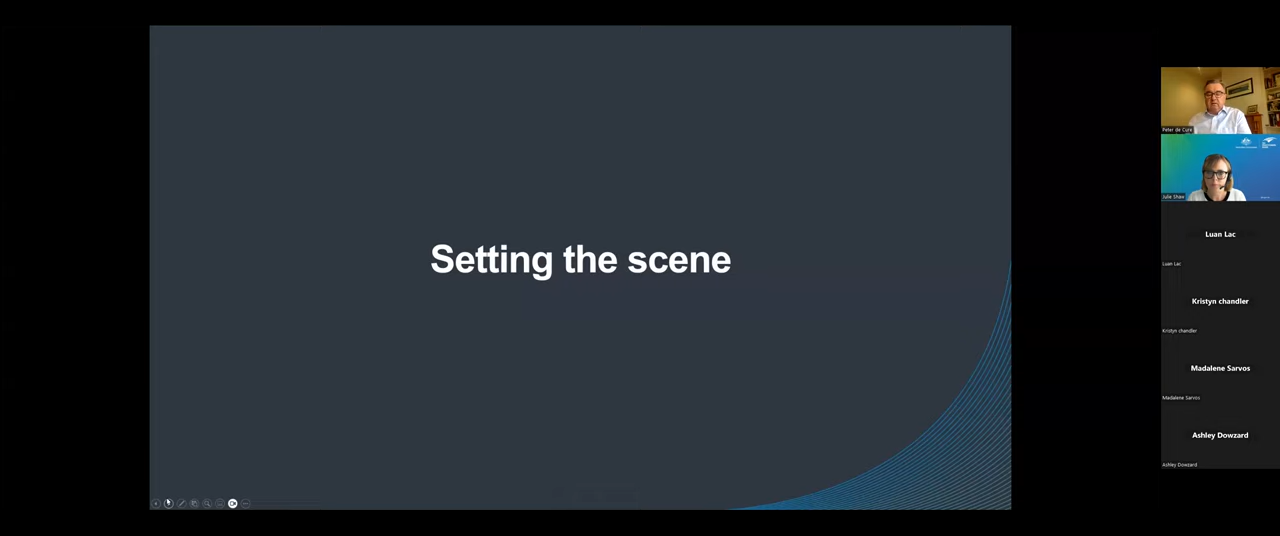 Setting the scene
Peter de Cure
Julie Shaw
Luan Lac
Luan Lac
Kristyn chandler
Kristyn chandler
Madalene Sarvos
Madalene Sarvos
Ashley Dowzard
Ashley Dowzard